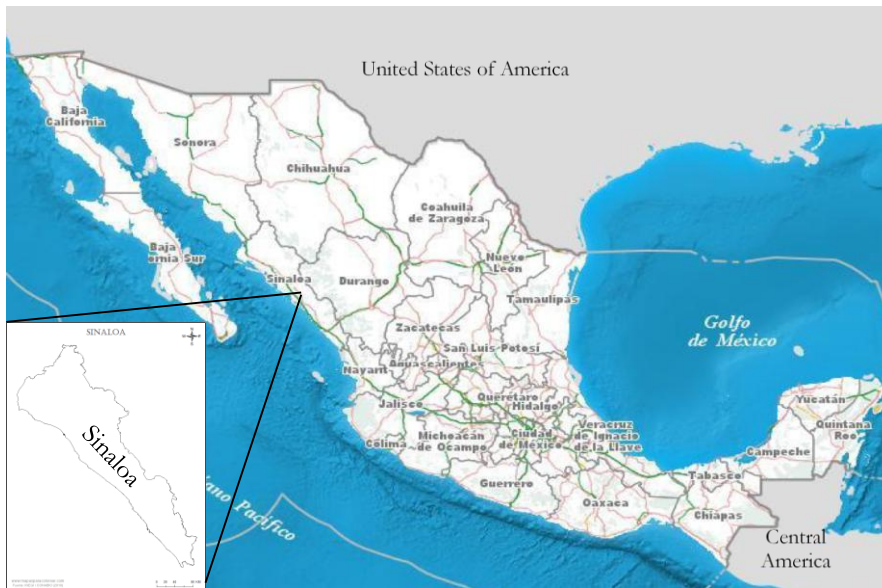 United States of America
Baja
California
Sonora
Chihuahua
Coahuila
de Zaragoza
Baja
ornia Sur
Nuevo
León
Sinaloa
Durango
Tamaulipas
Golfo
de México
Zacatecas
San Luis Potosí
Nayarit
Aguascalientes
Querétaro
Hidalgo
Jalisco
Yucatán
Quintana
Roo
Colima
Michoacán
de Ocampo
Ciudad
de México
Veracruz
de Ignacio
de la Llave
Campeche
Tabasco
Guerrero
Oaxaca
Chiapas
Central
America
ano Pacífico
SINALOA
Sinaloa